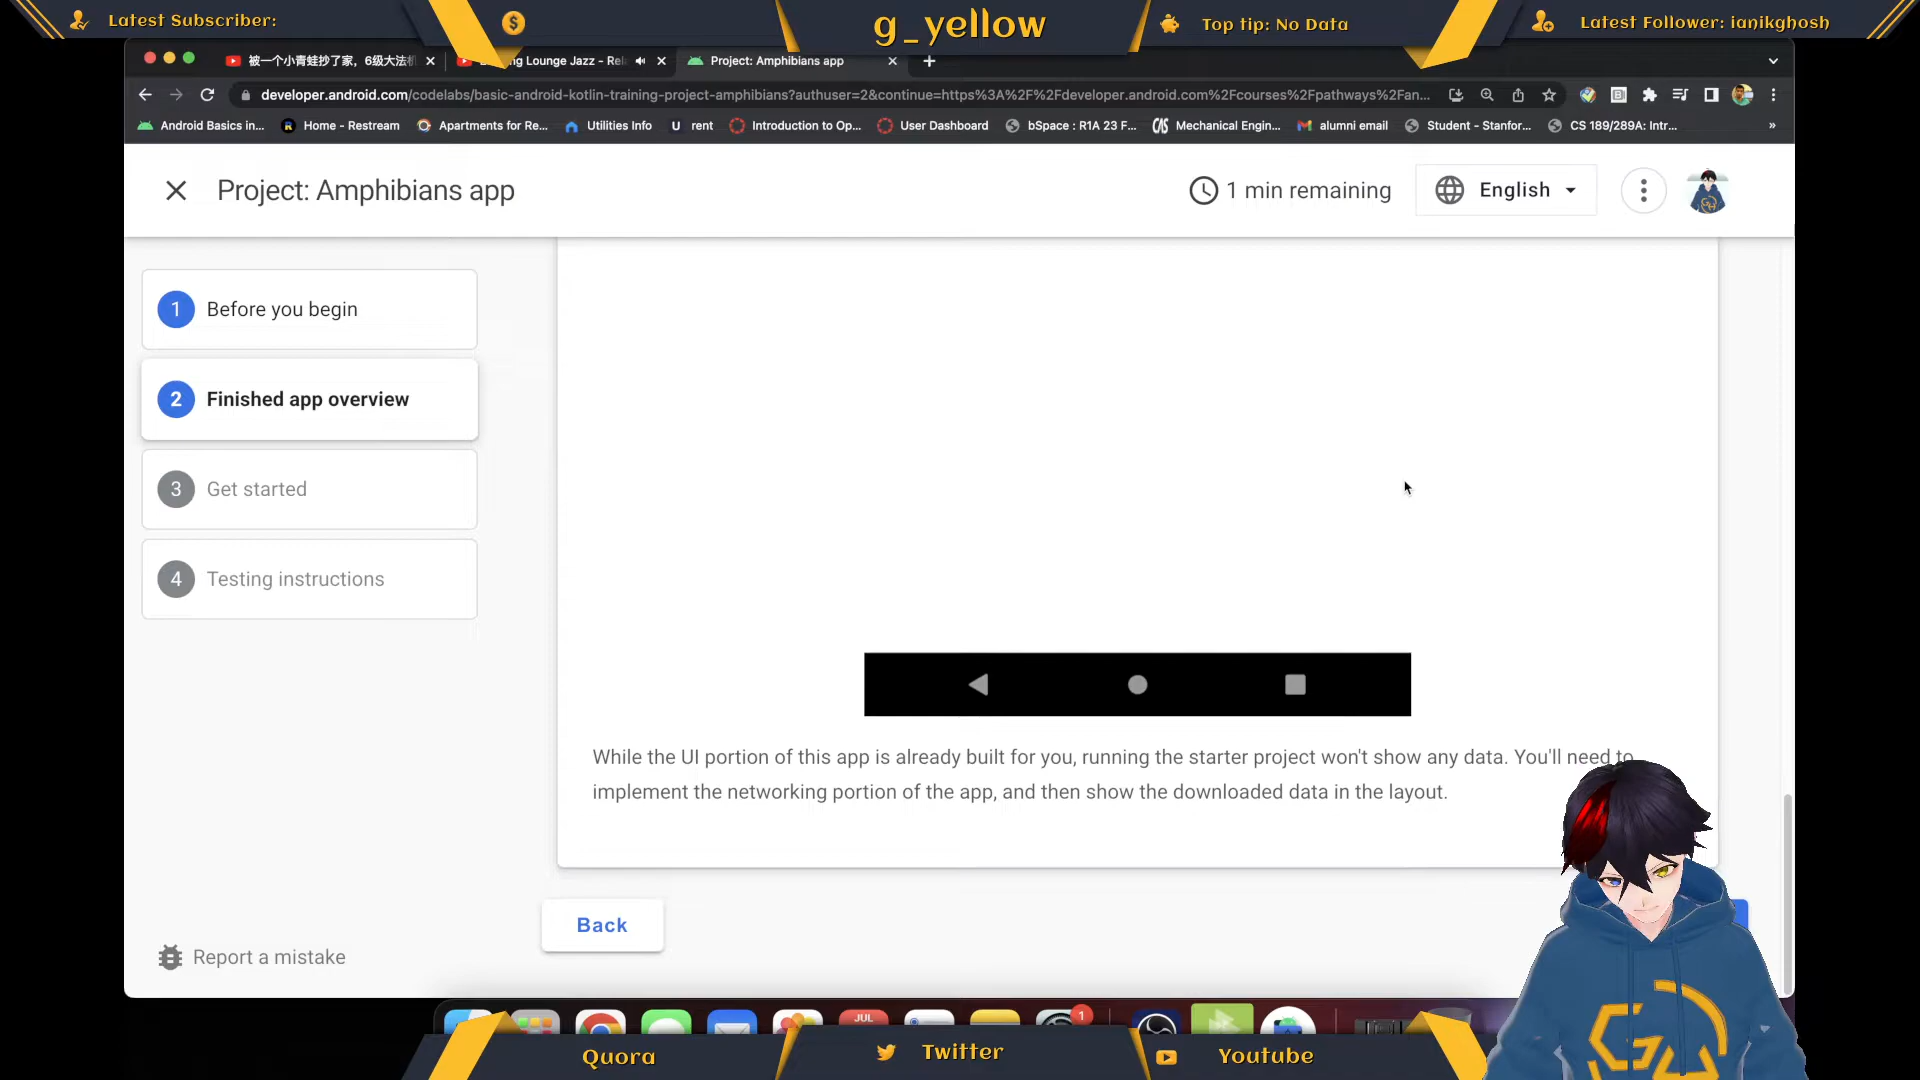 Latest Subscriber:
g_yellow
Top tip: No Data
Latest Follower: ianikghosh
被一个小青蛙抄了家，6级大法
Lounge Jazz - Rel
Project: Amphibians app
developer.android.com/codelabs/basic-android-kotlin-training-project-amphibians?authuser=2&continue=https%3A%2F%2Fdeveloper.android.com%2Fcourses%2Fpathways%2Fan...
Android Basics in...
Home - Restream
Apartments for Re...
Utilities Info
rent
Introduction to Op...
User Dashboard
bSpace : R1A 23 F...
Mechanical Engin...
alumni email
Student - Stanfor...
CS 189/289A: Intr...
»
Project: Amphibians app
1 min remaining
English
1 Before you begin
2 Finished app overview
3 Get started
4 Testing instructions
While the UI portion of this app is already built for you, running the starter project won't show any data. You'll need to
implement the networking portion of the app, and then show the downloaded data in the layout.
Back
Report a mistake
JUL
1
Quora
Twitter
Youtube